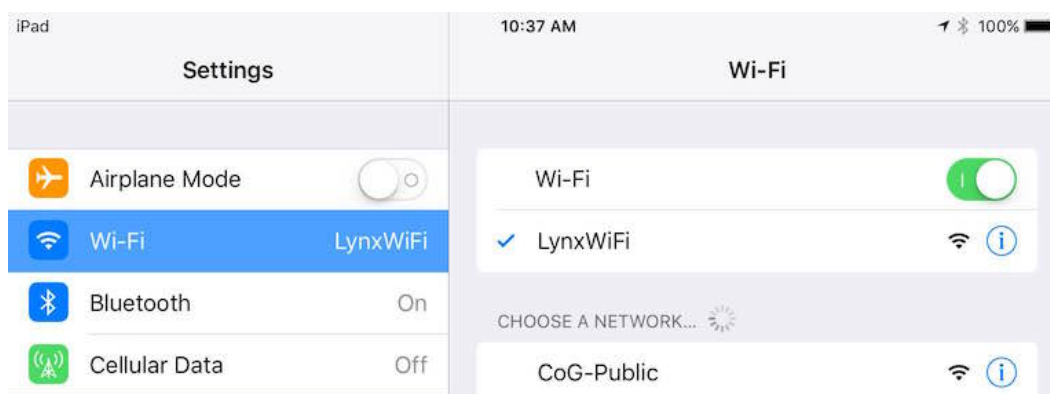 iPad 10:37 AM 100%
Settings
Wi-Fi
Airplane Mode
Wi-Fi LynxWiFi
Bluetooth On
Cellular Data Off
Wi-Fi
LynxWiFi
CHOOSE A NETWORK...
CoG-Public